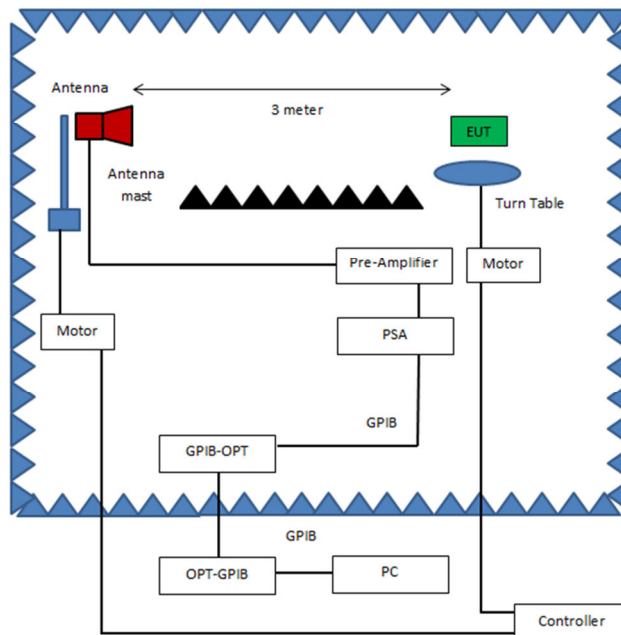 Antenna
3 meter
EUT
Antenna
mast
Turn Table
Pre-Amplifier
Motor
Motor
PSA
GPIB
GPIB-OPT
GPIB
OPT-GPIB
PC
Controller